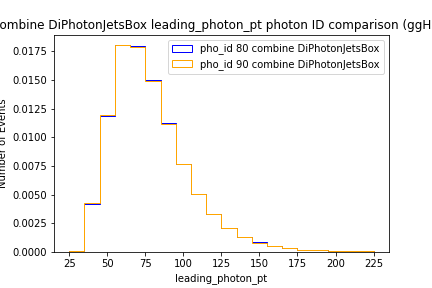 ombine DiPhotonJetsBox leading_photon_pt photon ID comparison (ggH
pho_id 80 combine DiPhotonJetsBox
pho_id 90 combine DiPhotonJetsBox
Number of Events
0.0175
0.0150
0.0125
0.0100
0.0075
0.0050
0.0025
0.0000
25 50 75 100 125 150 175 200 225
leading_photon_pt